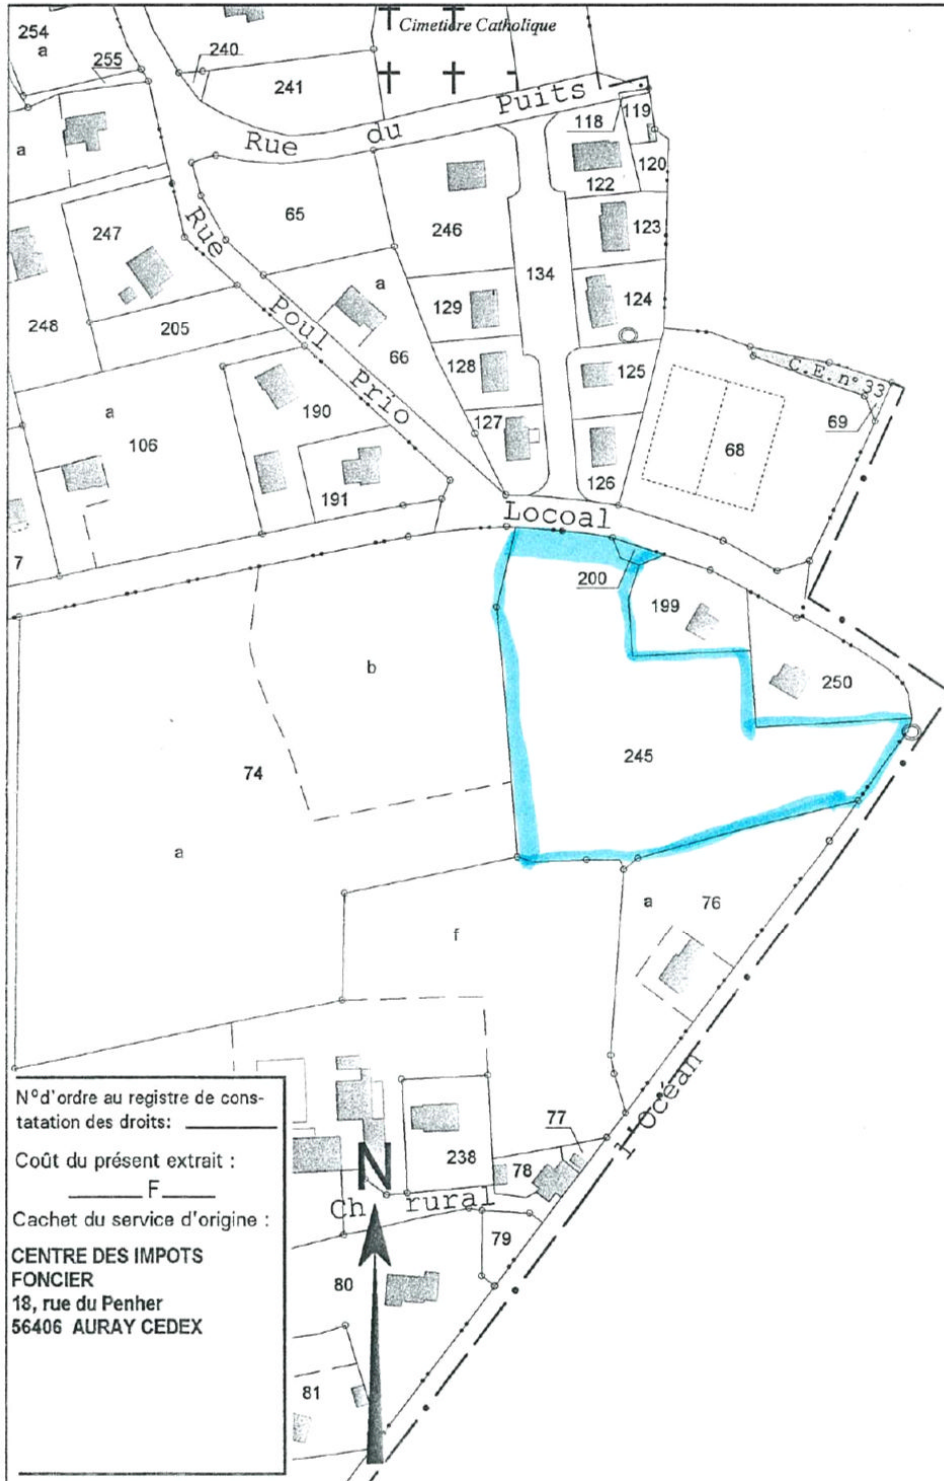 Cimetière Catholique
254
a
255
240
241
Rue du Puits
118
119
120
a
122
65
123
247
Rue Poul Prio
246
a
134
129
124
248
205
66
128
125
C.E. n° 33
a
190
127
69
106
68
191
126
Locoal
7
200
199
b
250
245
74
a
a
76
f
N°d'ordre au registre de cons-
tatation des droits:
Coût du présent extrait :
F
Cachet du service d'origine :
CENTRE DES IMPOTS
FONCIER
18, rue du Penher
56406 AURAY CEDEX
l'Océan
77
238
78
N
Ch rural
79
80
81